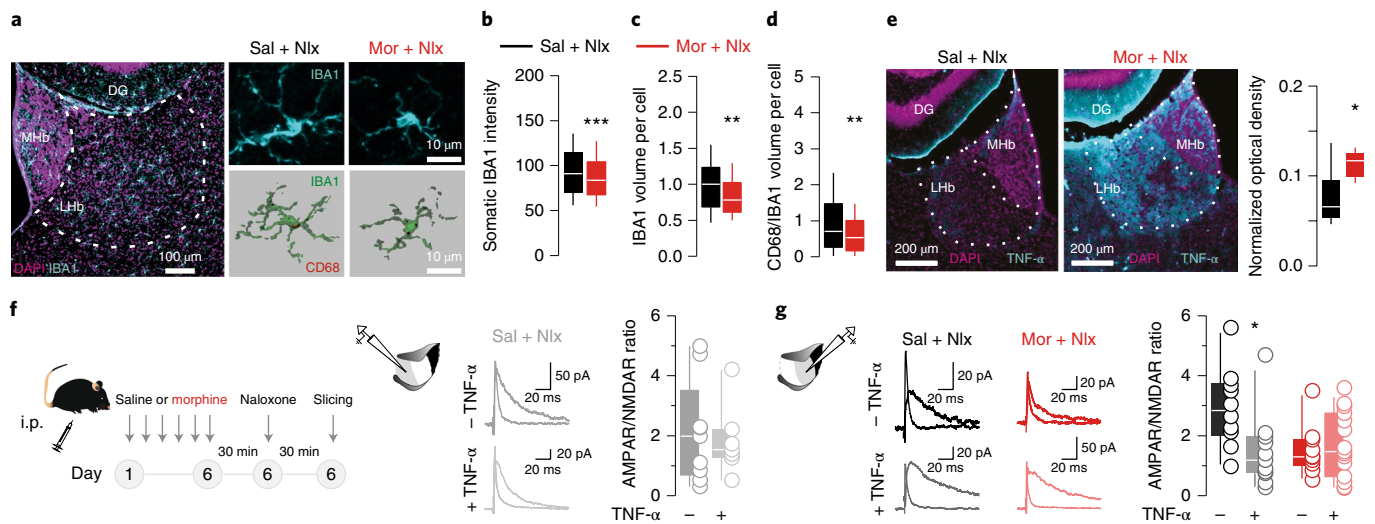 a
Sal + Nlx
Mor + Nlx
DG
MHb
LHb
DAPI IBA1
100 μm
IBA1
10 μm
IBA1
CD68
10 μm
b
c
d
Sal + Nlx
Mor + Nlx
Somatic IBA1 intensity
200
150
100
50
0
***
IBA1 volume per cell
2.5
2.0
1.5
1.0
0.5
0
**
CD68/IBA1 volume per cell
5
4
3
2
1
0
**
e
Sal + Nlx
Mor + Nlx
DG
MHb
LHb
200 μm
DAPI
TNF-α
DG
MHb
LHb
200 μm
DAPI
TNF-α
Normalized optical density
0.2
0.1
0.0
*
f
i.p.
Saline or morphine
Naloxone
Slicing
30 min
30 min
Day
1
6
6
6
Sal + Nlx
− TNF-α
50 pA
20 ms
+ TNF-α
20 pA
20 ms
AMPAR/NMDAR ratio
6
4
2
0
TNF-α − +
g
Sal + Nlx
Mor + Nlx
− TNF-α
20 pA
20 ms
20 pA
20 ms
+ TNF-α
20 pA
20 ms
50 pA
20 ms
AMPAR/NMDAR ratio
6
4
2
0
*
TNF-α − + − +